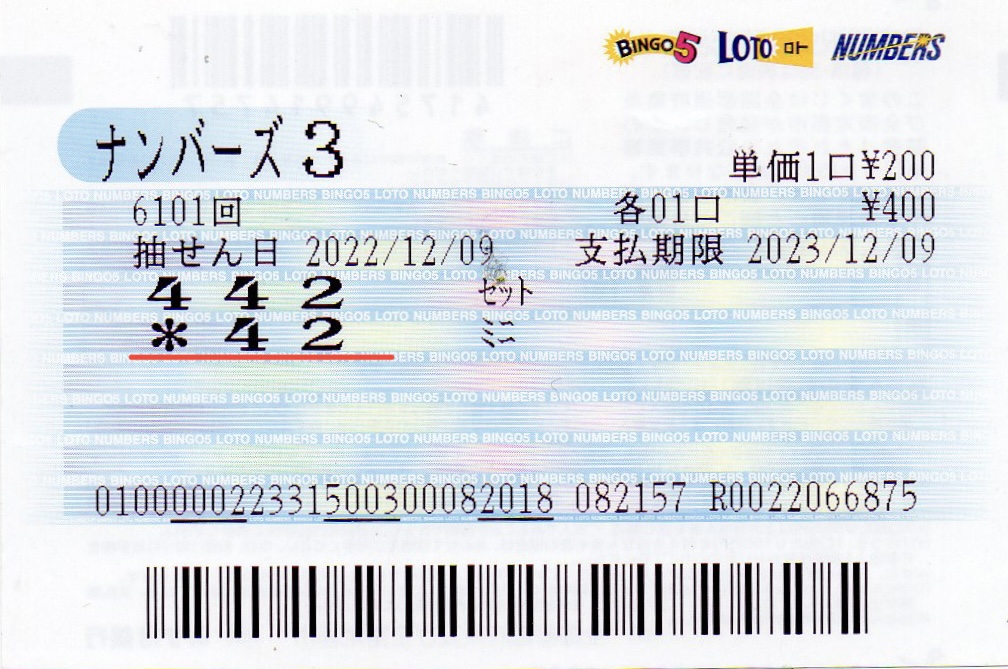 BINGO5 LOTO ロト NUMBERS
ナンバーズ3
単価1口¥200
6101回 各01口 ¥400
抽せん日 2022/12/09 支払期限 2023/12/09
4 4 2 セット
* 4 2 ミニ
01000002233150030008​2018 082157 R0022066875